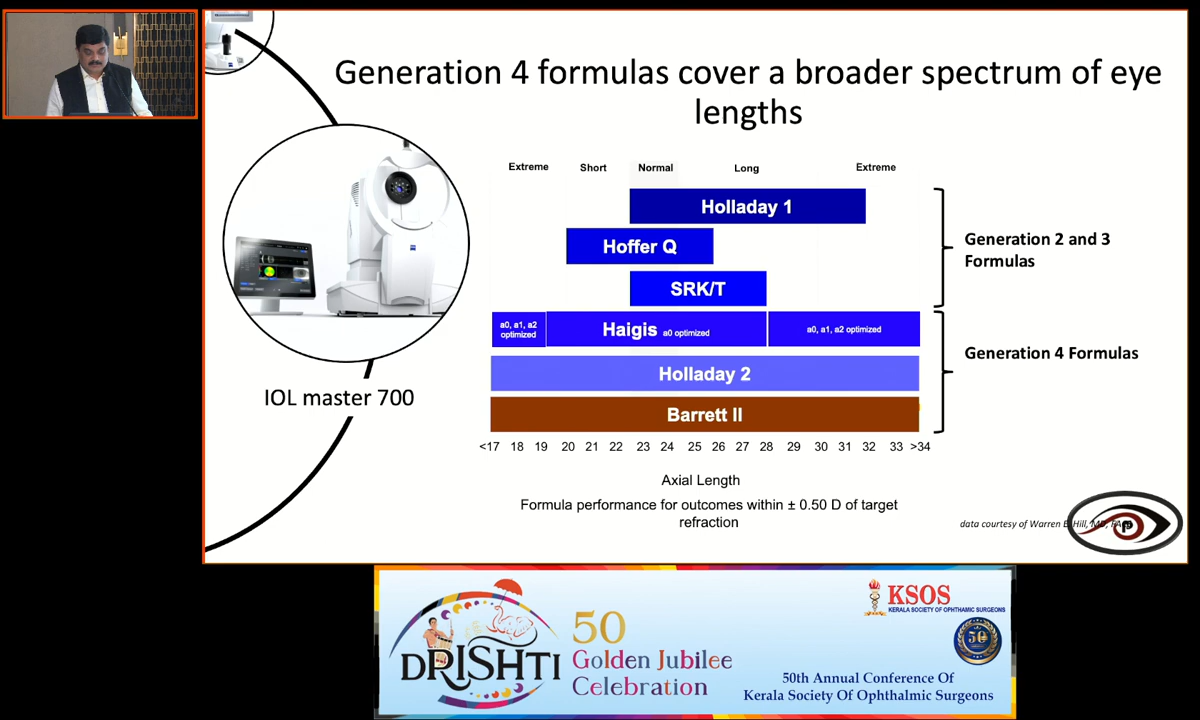 Generation 4 formulas cover a broader spectrum of eye
lengths
Extreme Short Normal Long Extreme
Holladay 1
Hoffer Q
SRK/T
Generation 2 and 3
Formulas
a0, a1, a2
optimized
Haigis a0 optimized
a0, a1, a2 optimized
Holladay 2
Barrett II
Generation 4 Formulas
<17 18 19 20 21 22 23 24 25 26 27 28 29 30 31 32 33 >34
Axial Length
Formula performance for outcomes within ± 0.50 D of target
refraction
IOL master 700
data courtesy of Warren E. Hill, MD,
DRISHTI
50
Golden Jubilee
Celebration
KSOS
KERALA SOCIETY OF OPHTHAMIC SURGEONS
50
50th Annual Conference Of
Kerala Society Of Ophthalmic Surgeons